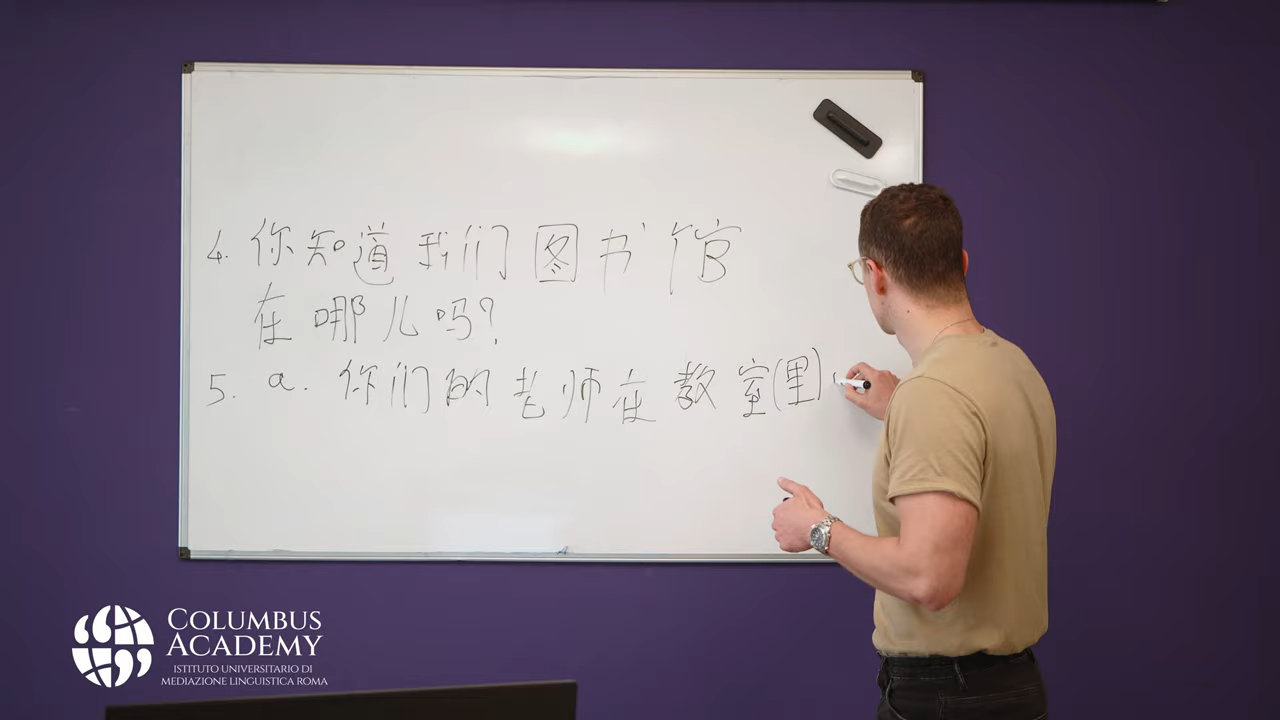 4. 你知道我们图书馆
在哪儿吗?
5. a. 你们的老师在教室(里)
COLUMBUS
ACADEMY
ISTITUTO UNIVERSITARIO DI
MEDIAZIONE LINGUISTICA ROMA